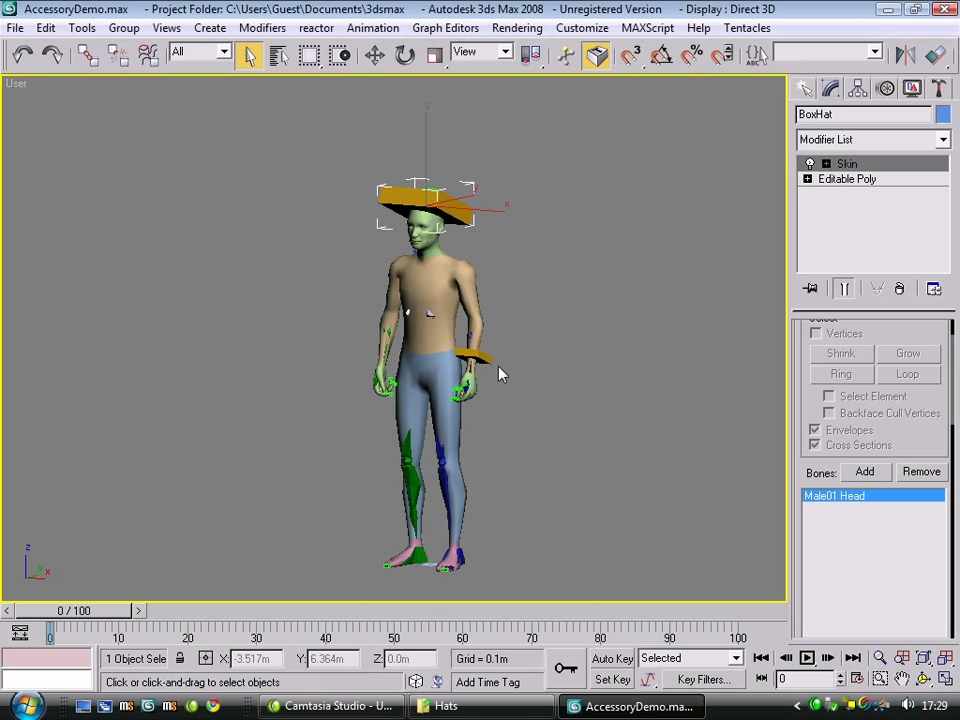 AccessoryDemo.max - Project Folder: C:\Users\Guest\Documents\3dsmax - Autodesk 3ds Max 2008 - Unregistered Version - Display : Direct 3D
File Edit Tools Group Views Create Modifiers reactor Animation Graph Editors Rendering Customize MAXScript Help Tentacles
All View 3 % ABC
User
BoxHat
Modifier List
Skin
Editable Poly
z
y
x
Select
Vertices
Shrink Grow
Ring Loop
Select Element
Backface Cull Vertices
Envelopes
Cross Sections
Bones: Add Remove
Male01 Head
z
y
x
0 / 100
0 10 20 30 40 50 60 70 80 90 100
1 Object Sele X: -3.517m Y: 6.364m Z: 0.0m Grid = 0.1m Auto Key Selected
Click or click-and-drag to select objects Add Time Tag Set Key Key Filters... 0
Camtasia Studio - U... Hats AccessoryDemo.ma... 17:29